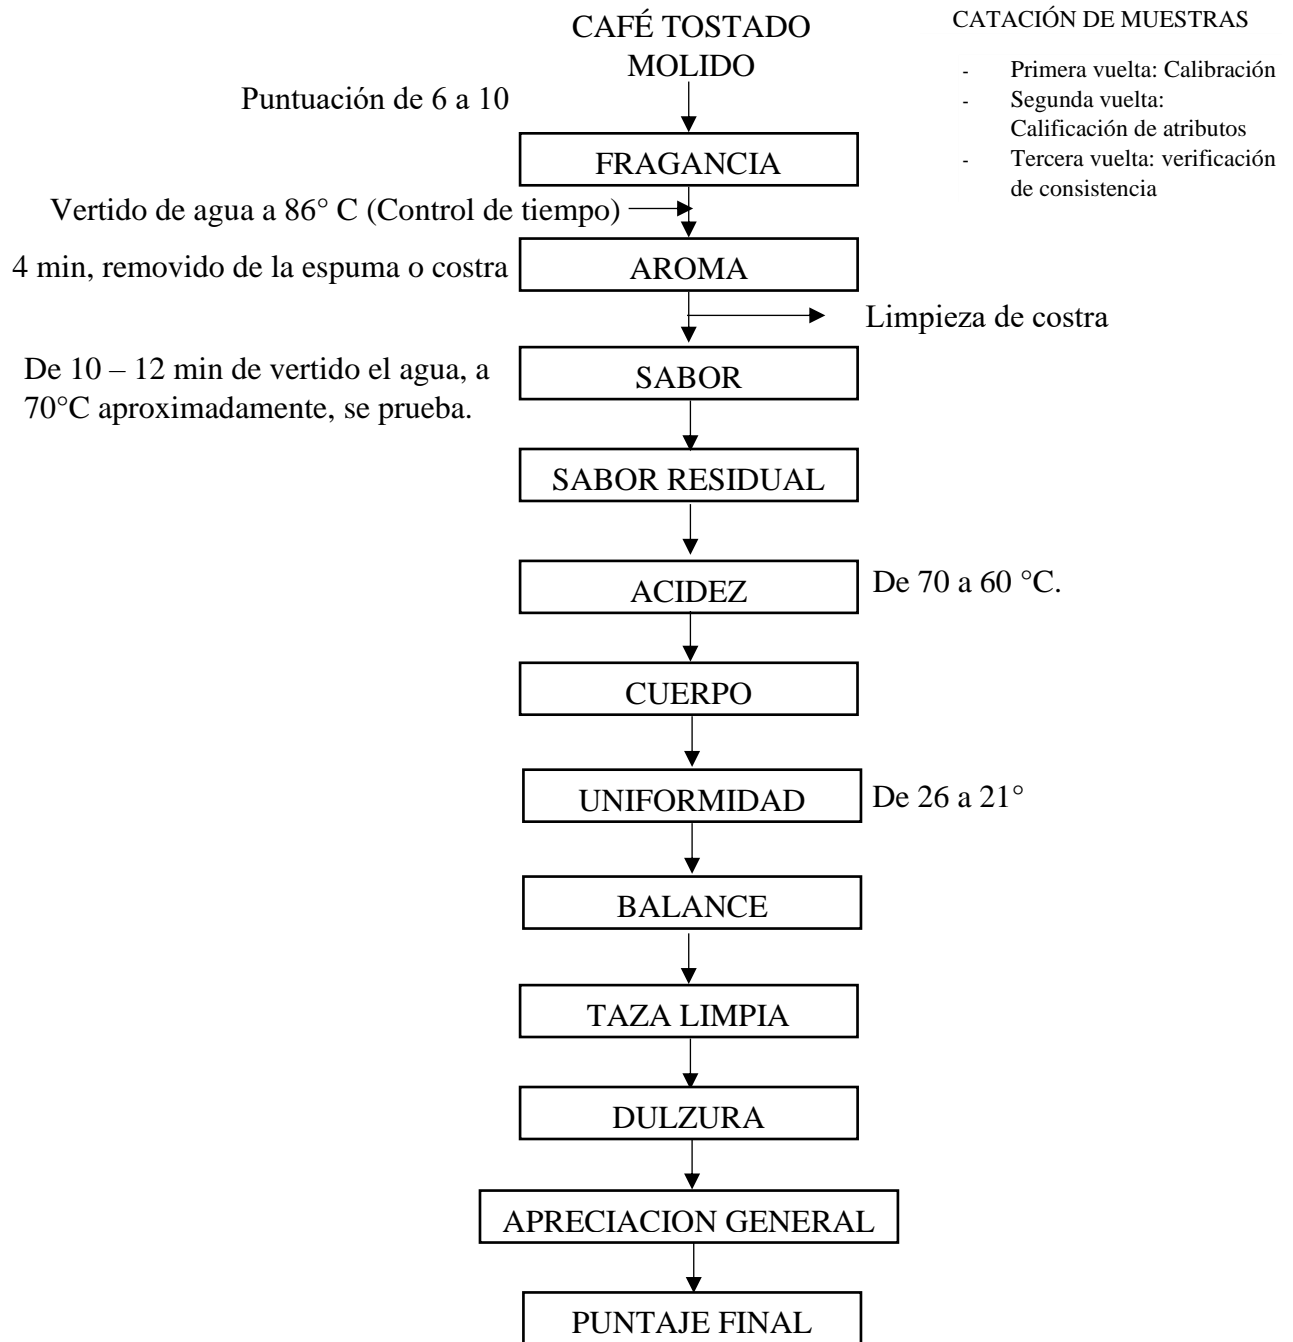 CAFÉ TOSTADO
MOLIDO
CATACIÓN DE MUESTRAS
- Primera vuelta: Calibración
- Segunda vuelta:
Calificación de atributos
- Tercera vuelta: verificación
de consistencia
Puntuación de 6 a 10
FRAGANCIA
Vertido de agua a 86° C (Control de tiempo)
4 min, removido de la espuma o costra
AROMA
Limpieza de costra
De 10 – 12 min de vertido el agua, a
70°C aproximadamente, se prueba.
SABOR
SABOR RESIDUAL
ACIDEZ
De 70 a 60 °C.
CUERPO
UNIFORMIDAD
De 26 a 21°
BALANCE
TAZA LIMPIA
DULZURA
APRECIACION GENERAL
PUNTAJE FINAL